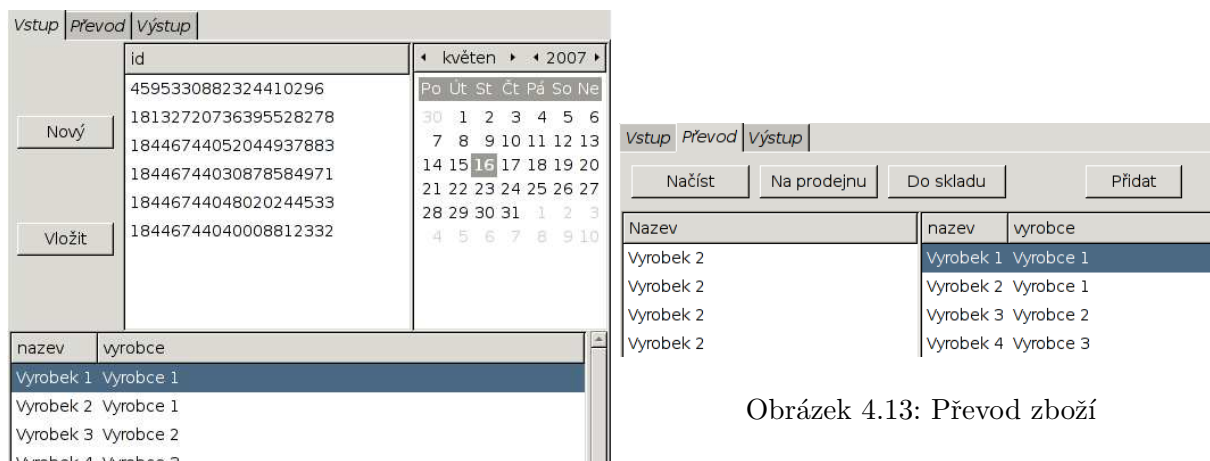 Vstup Převod Výstup
id
4595330882324410296
18132720736395528278
18446744052044937883
18446744030878584971
18446744048020244533
18446744040008812332
Nový
Vložit
květen 2007
Po Út St Čt Pá So Ne
30 1 2 3 4 5 6
7 8 9 10 11 12 13
14 15 16 17 18 19 20
21 22 23 24 25 26 27
28 29 30 31 1 2 3
4 5 6 7 8 9 10
nazev vyrobce
Vyrobek 1 Vyrobce 1
Vyrobek 2 Vyrobce 1
Vyrobek 3 Vyrobce 2
Vyrobek 4 Vyrobce 3
Vstup Převod Výstup
Načíst Na prodejnu Do skladu Přidat
Nazev
Vyrobek 2
Vyrobek 2
Vyrobek 2
Vyrobek 2
nazev vyrobce
Vyrobek 1 Vyrobce 1
Vyrobek 2 Vyrobce 1
Vyrobek 3 Vyrobce 2
Vyrobek 4 Vyrobce 3
Obrázek 4.13: Převod zboží